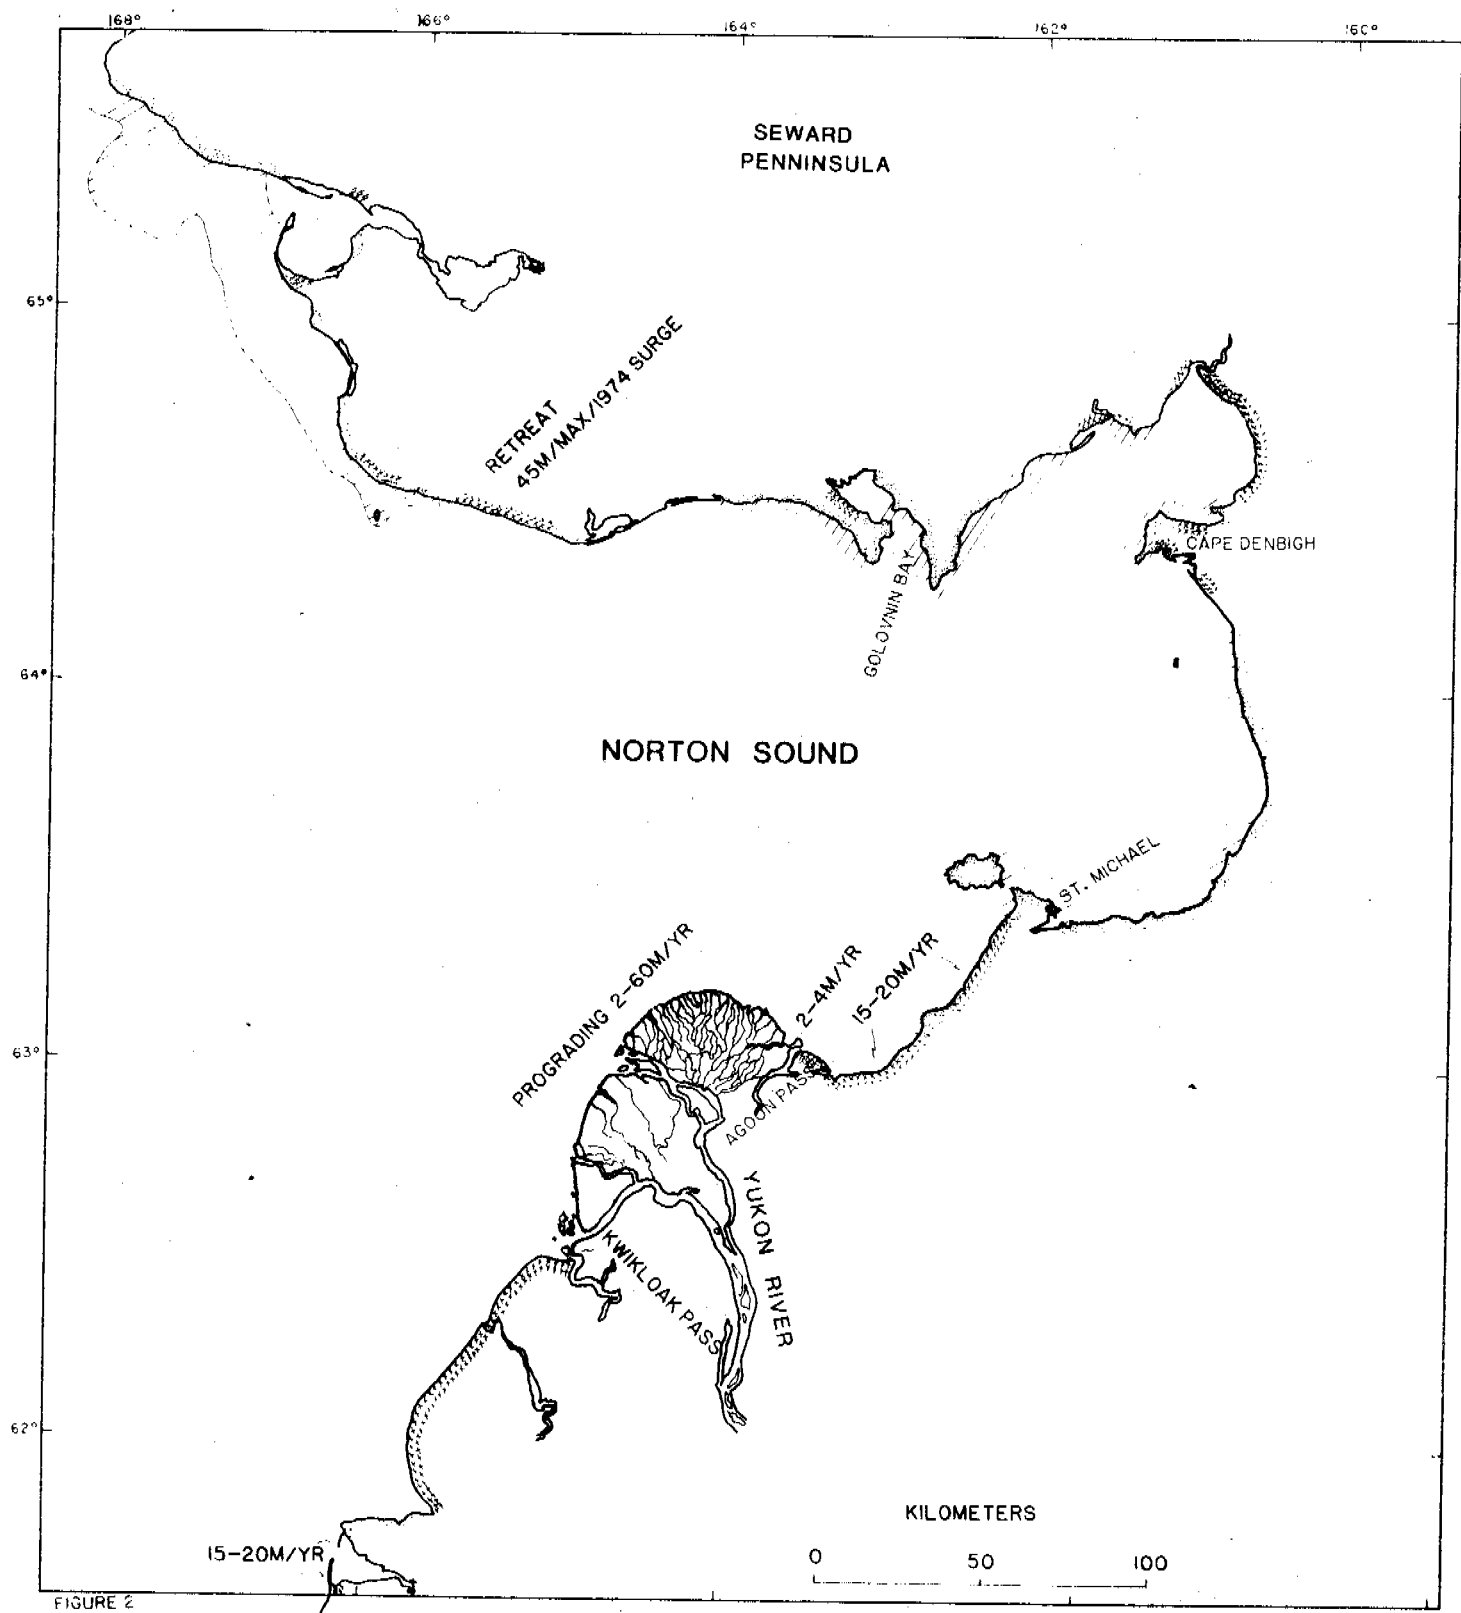 168° 166° 164° 162° 160°
SEWARD
PENNINSULA
65°
RETREAT
45M/MAX/1974 SURGE
CAPE DENBIGH
GOLOVNIN BAY
64°
NORTON SOUND
ST. MICHAEL
PROGRADING 2-60M/YR
2-4M/YR
15-20M/YR
63°
AGOON PASS
YUKON RIVER
KWIKLOAK PASS
62°
KILOMETERS
0 50 100
15-20M/YR
FIGURE 2